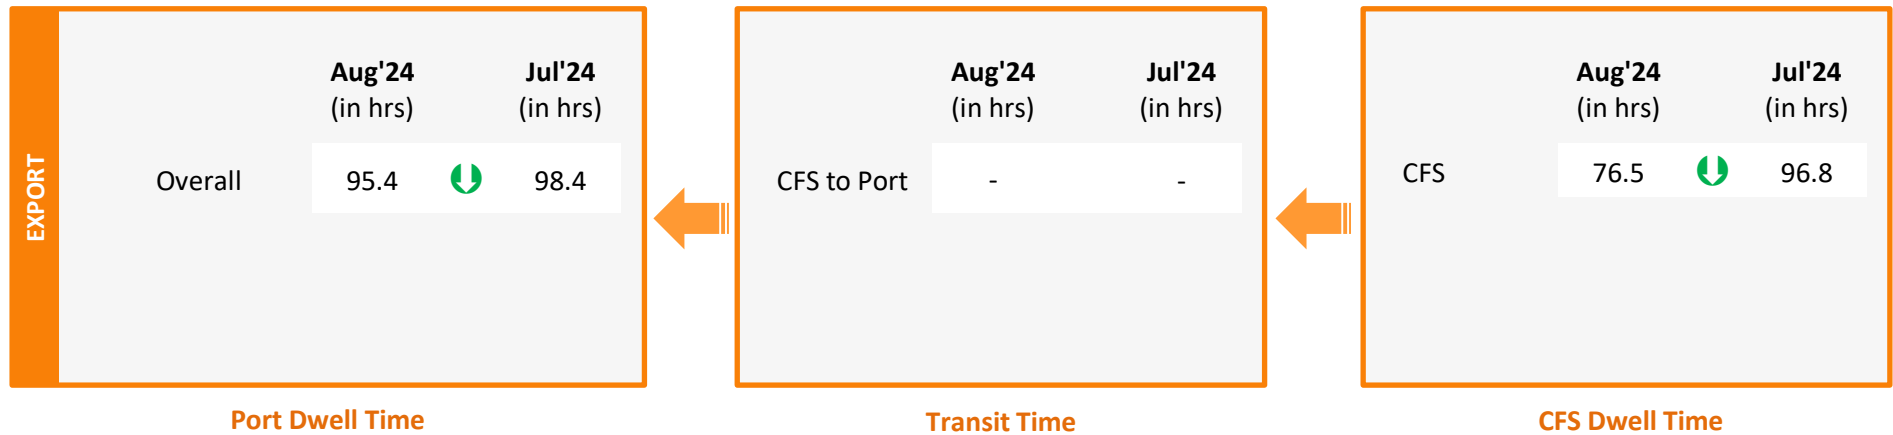 EXPORT
Aug'24 Jul'24
(in hrs) (in hrs)
Overall 95.4 98.4
Port Dwell Time
Aug'24 Jul'24
(in hrs) (in hrs)
CFS to Port - -
Transit Time
Aug'24 Jul'24
(in hrs) (in hrs)
CFS 76.5 96.8
CFS Dwell Time